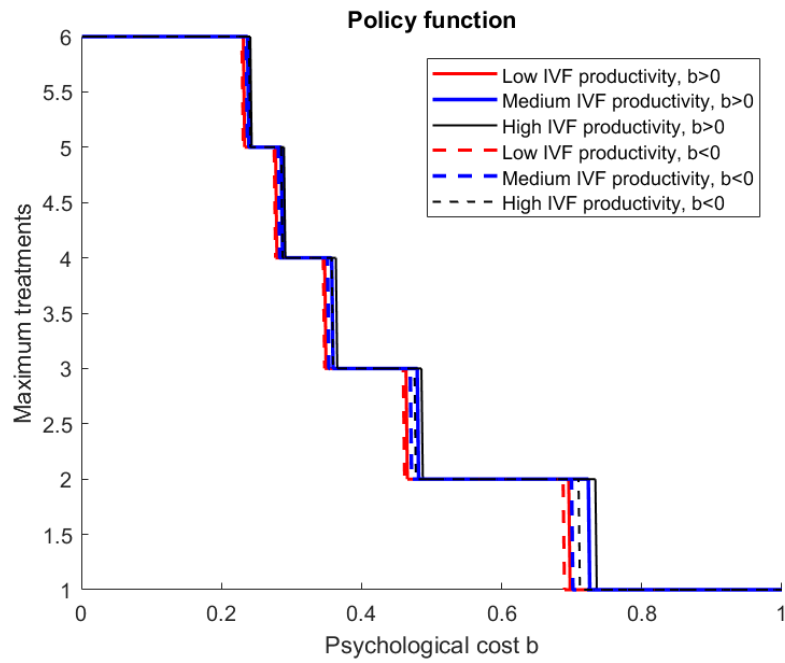 Policy function
Maximum treatments
6
5.5
5
4.5
4
3.5
3
2.5
2
1.5
1
Low IVF productivity, b>0
Medium IVF productivity, b>0
High IVF productivity, b>0
Low IVF productivity, b<0
Medium IVF productivity, b<0
High IVF productivity, b<0
0 0.2 0.4 0.6 0.8 1
Psychological cost b